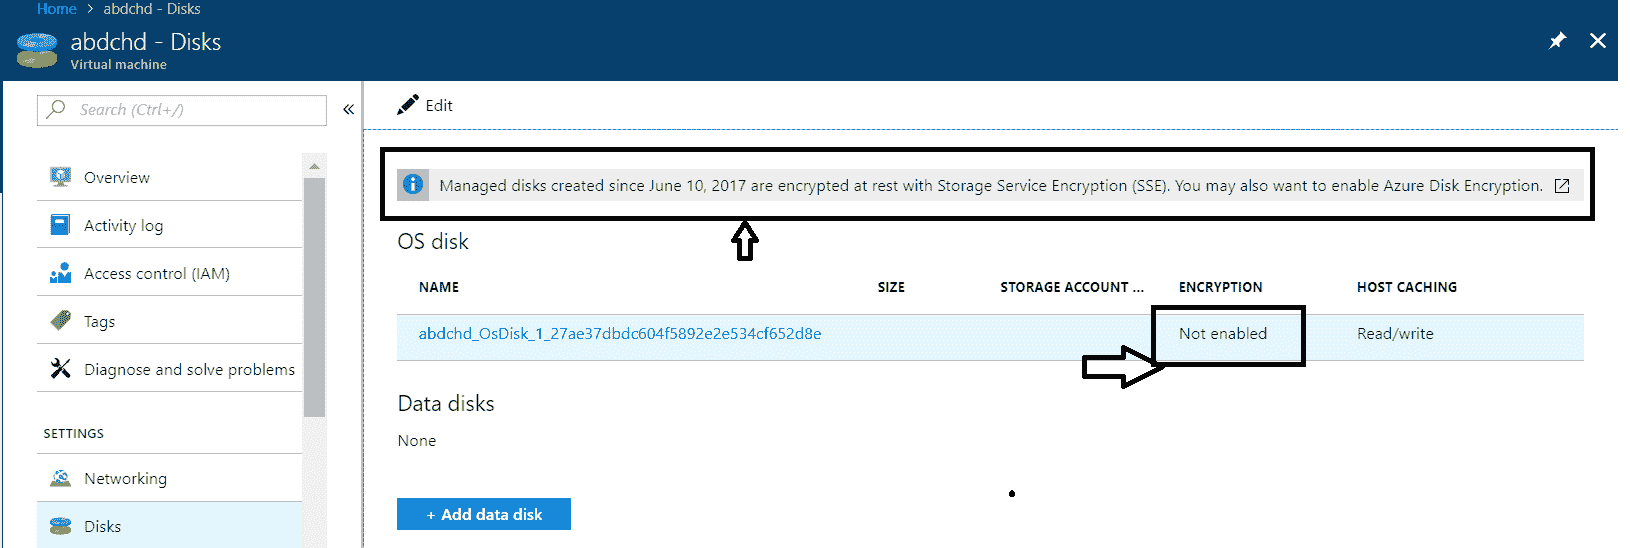 Home > abdchd - Disks
abdchd - Disks
Virtual machine
Search (Ctrl+/)
«
Overview
Activity log
Access control (IAM)
Tags
Diagnose and solve problems
SETTINGS
Networking
Disks
Edit
Managed disks created since June 10, 2017 are encrypted at rest with Storage Service Encryption (SSE). You may also want to enable Azure Disk Encryption.
OS disk
NAME SIZE STORAGE ACCOUNT ... ENCRYPTION HOST CACHING
abdchd_OsDisk_1_27ae37dbdc604f5892e2e534cf652d8e Not enabled Read/write
Data disks
None
+ Add data disk